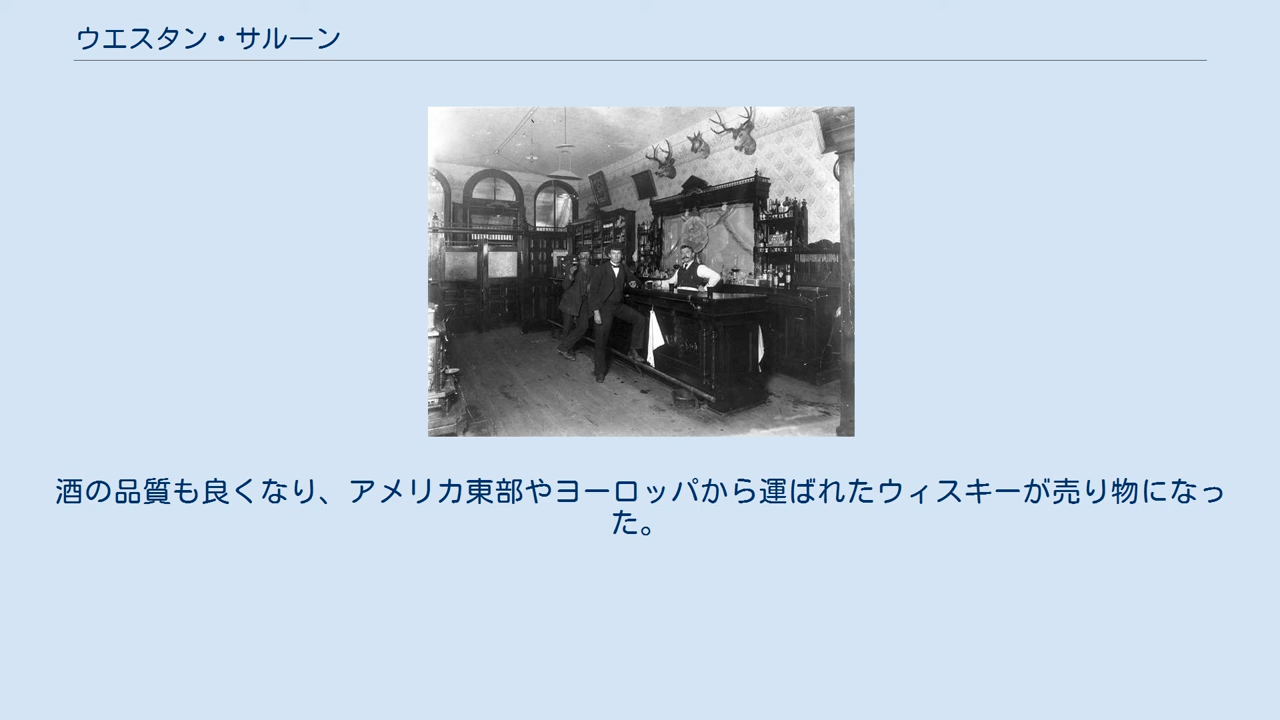 ウエスタン・サルーン
酒の品質も良くなり、アメリカ東部やヨーロッパから運ばれたウィスキーが売り物になっ
た。